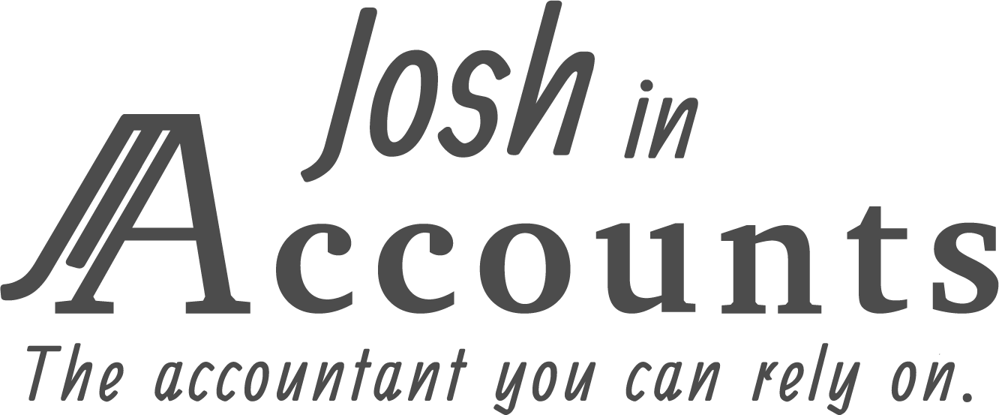 Josh in
Accounts
The accountant you can rely on.